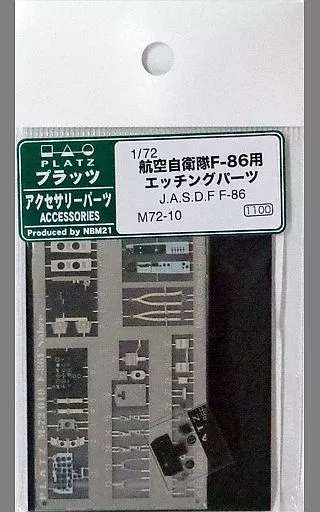 PLATZ
プラッツ
アクセサリーパーツ
ACCESSORIES
Produced by NBM21
1/72
航空自衛隊F-86用
エッチングパーツ
J.A.S.D.F F-86
M72-10
1100